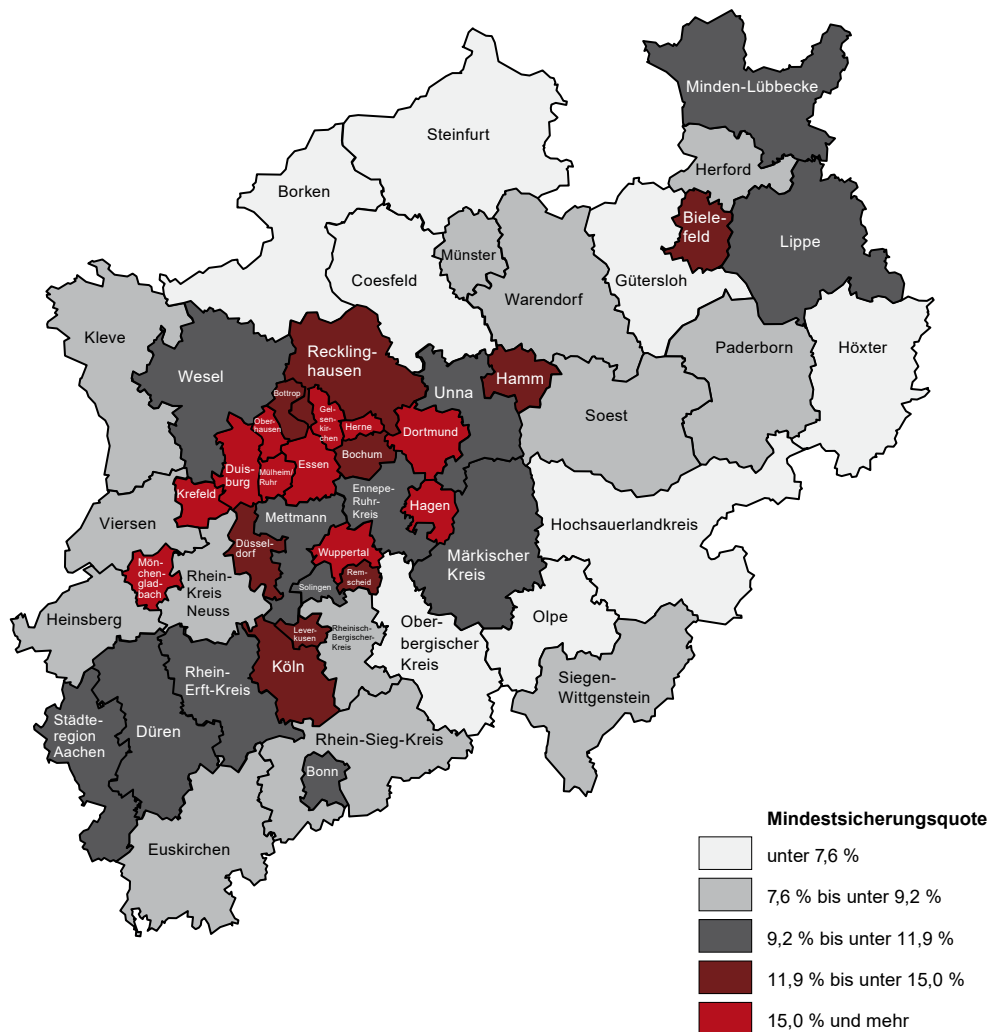 Minden-Lübbecke
Steinfurt
Herford
Borken
Biele-
feld
Lippe
Münster
Coesfeld
Gütersloh
Warendorf
Kleve
Reckling-
hausen
Paderborn
Höxter
Wesel
Unna
Hamm
Bottrop
Soest
Gel-
sen-
kir-
chen
Ober-
hausen
Herne
Dortmund
Bochum
Essen
Duis-
burg
Mülheim/
Ruhr
Krefeld
Ennepe-
Ruhr-
Kreis
Hagen
Mettmann
Viersen
Hochsauerlandkreis
Düssel-
dorf
Wuppertal
Märkischer
Kreis
Mön-
chen-
glad-
bach
Rem-
scheid
Rhein-
Kreis
Neuss
Solingen
Heinsberg
Olpe
Ober-
bergischer
Kreis
Lever-
kusen
Rheinisch-
Bergischer-
Kreis
Köln
Rhein-
Erft-Kreis
Siegen-
Wittgenstein
Städte-
region
Aachen
Düren
Rhein-Sieg-Kreis
Bonn
Euskirchen
Mindestsicherungsquote
unter 7,6 %
7,6 % bis unter 9,2 %
9,2 % bis unter 11,9 %
11,9 % bis unter 15,0 %
15,0 % und mehr